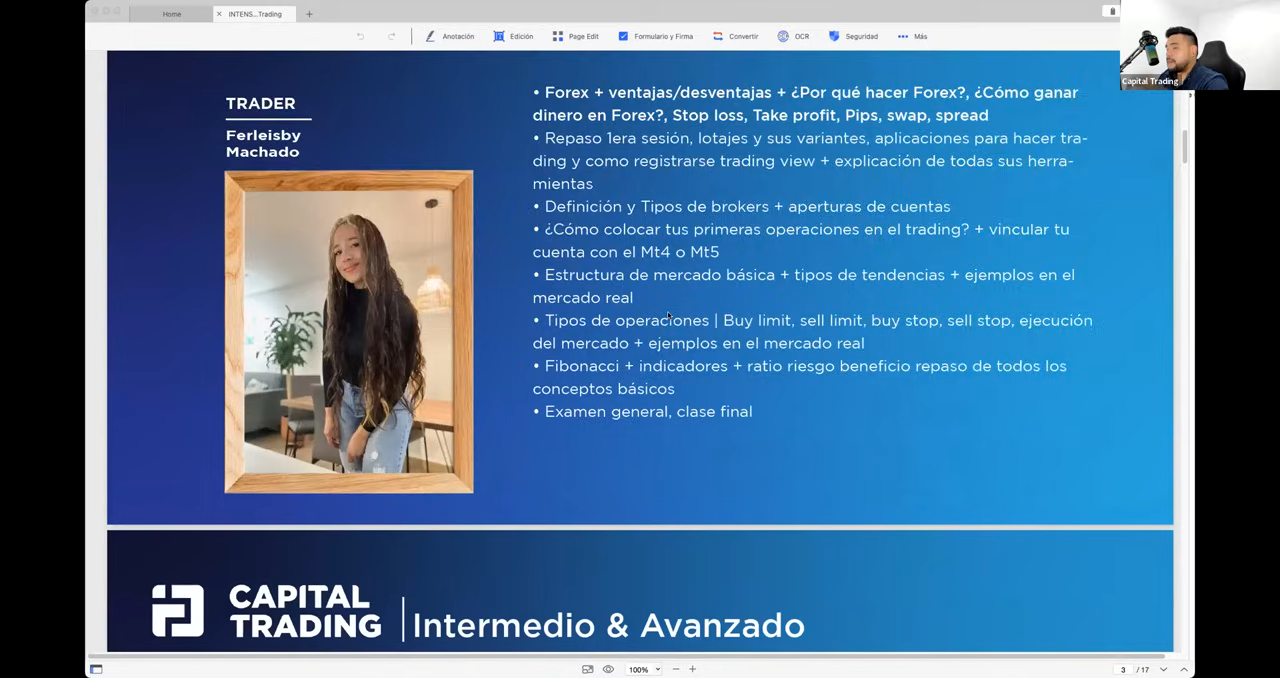 Home
INTENS...Trading
Anotación
Edición
Page Edit
Formulario y Firma
Convertir
OCR
Seguridad
Más
Capital Trading
TRADER
Ferleisby
Machado
• Forex + ventajas/desventajas + ¿Por qué hacer Forex?, ¿Cómo ganar
dinero en Forex?, Stop loss, Take profit, Pips, swap, spread
• Repaso 1era sesión, lotajes y sus variantes, aplicaciones para hacer tra-
ding y como registrarse trading view + explicación de todas sus herra-
mientas
• Definición y Tipos de brokers + aperturas de cuentas
• ¿Cómo colocar tus primeras operaciones en el trading? + vincular tu
cuenta con el Mt4 o Mt5
• Estructura de mercado básica + tipos de tendencias + ejemplos en el
mercado real
• Tipos de operaciones | Buy limit, sell limit, buy stop, sell stop, ejecución
del mercado + ejemplos en el mercado real
• Fibonacci + indicadores + ratio riesgo beneficio repaso de todos los
conceptos básicos
• Examen general, clase final
CAPITAL
TRADING
Intermedio & Avanzado
100%
3 / 17